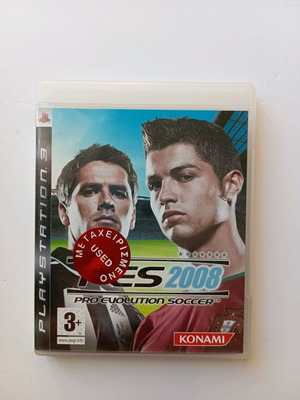 PLAYSTATION 3
ΜΕΤΑΧΕΙΡΙΣΜΕΝΟ
USED
PES 2008
PRO EVOLUTION SOCCER
3+
www.pegi.info
KONAMI